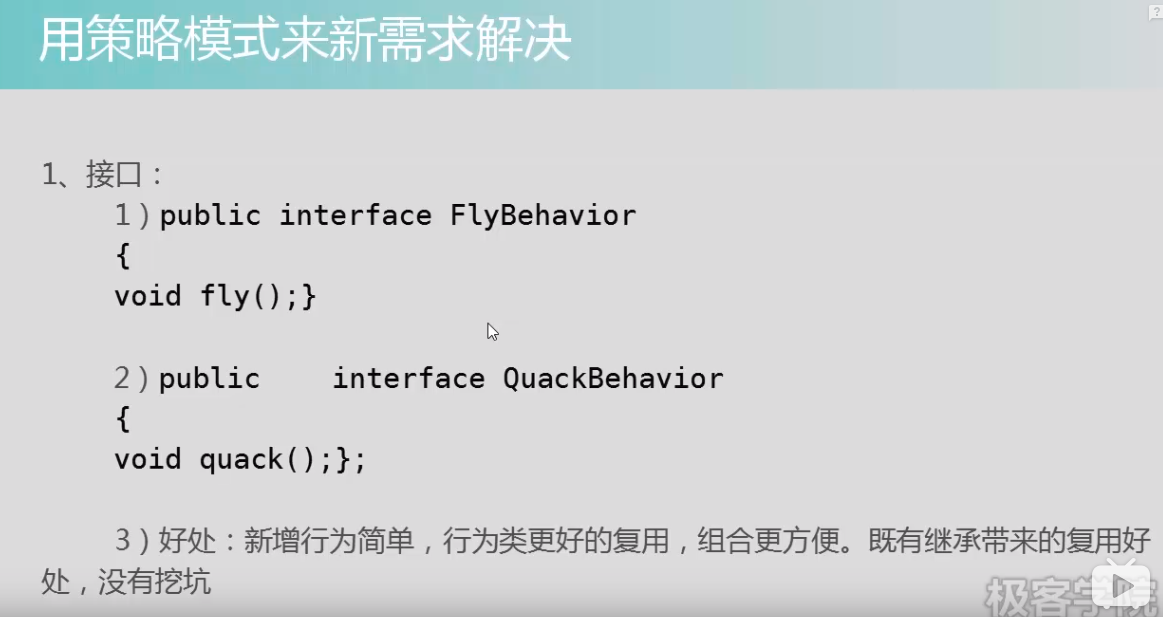 用策略模式来新需求解决
1、接口：
1）public interface FlyBehavior
{
void fly();}
2）public    interface QuackBehavior
{
void quack();};
3）好处：新增行为简单，行为类更好的复用，组合更方便。既有继承带来的复用好
处，没有挖坑
极客学院